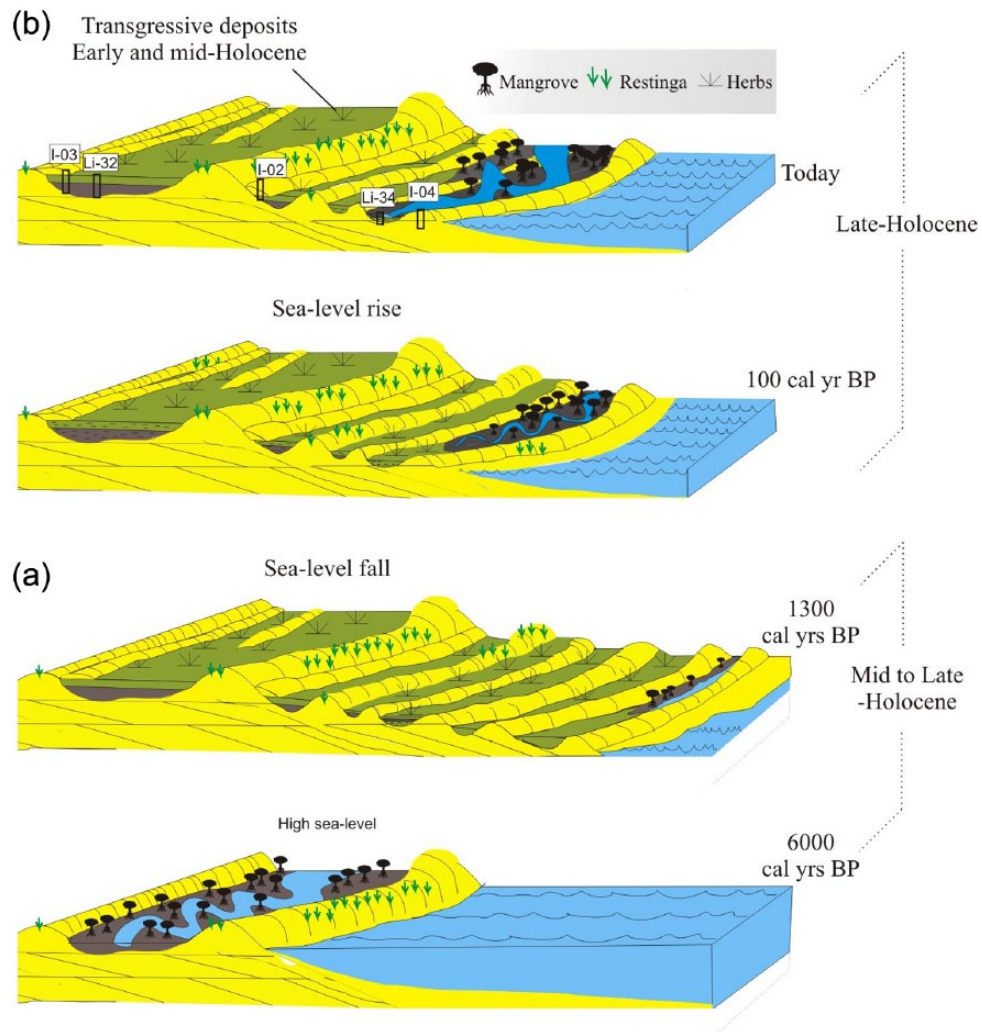 (b)
Transgressive deposits
Early and mid-Holocene
Mangrove Restinga Herbs
I-03
Li-32
I-02
Li-34
I-04
Today
Late-Holocene
Sea-level rise
100 cal yr BP
(a)
Sea-level fall
1300
cal yrs BP
Mid to Late
-Holocene
High sea-level
6000
cal yrs BP